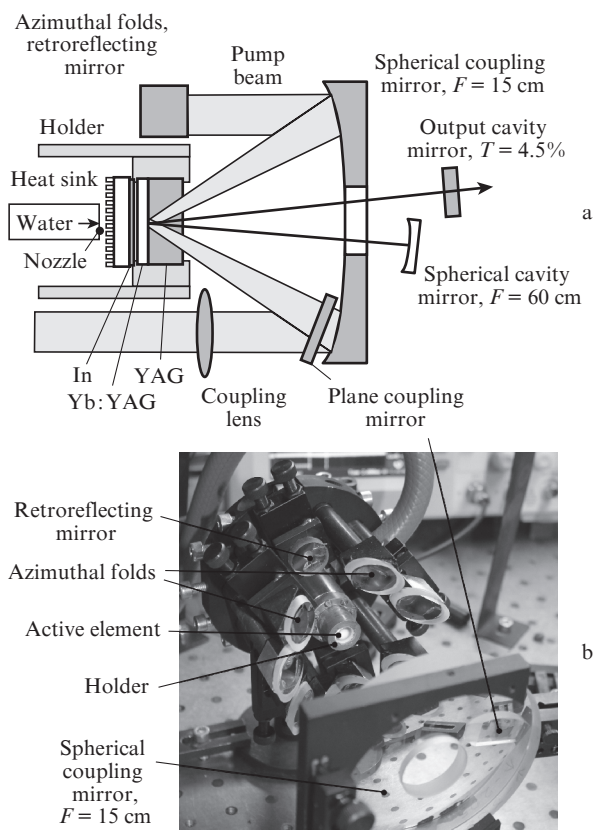 Azimuthal folds,
retroreflecting
mirror
Pump
beam
Spherical coupling
mirror, F = 15 cm
Holder
Output cavity
mirror, T = 4.5%
Heat sink
Water
a
Nozzle
Spherical cavity
mirror, F = 60 cm
In
YAG
Yb : YAG
Coupling
lens
Plane coupling
mirror
Retroreflecting
mirror
Azimuthal folds
Active element
b
Holder
Spherical
coupling
mirror,
F = 15 cm